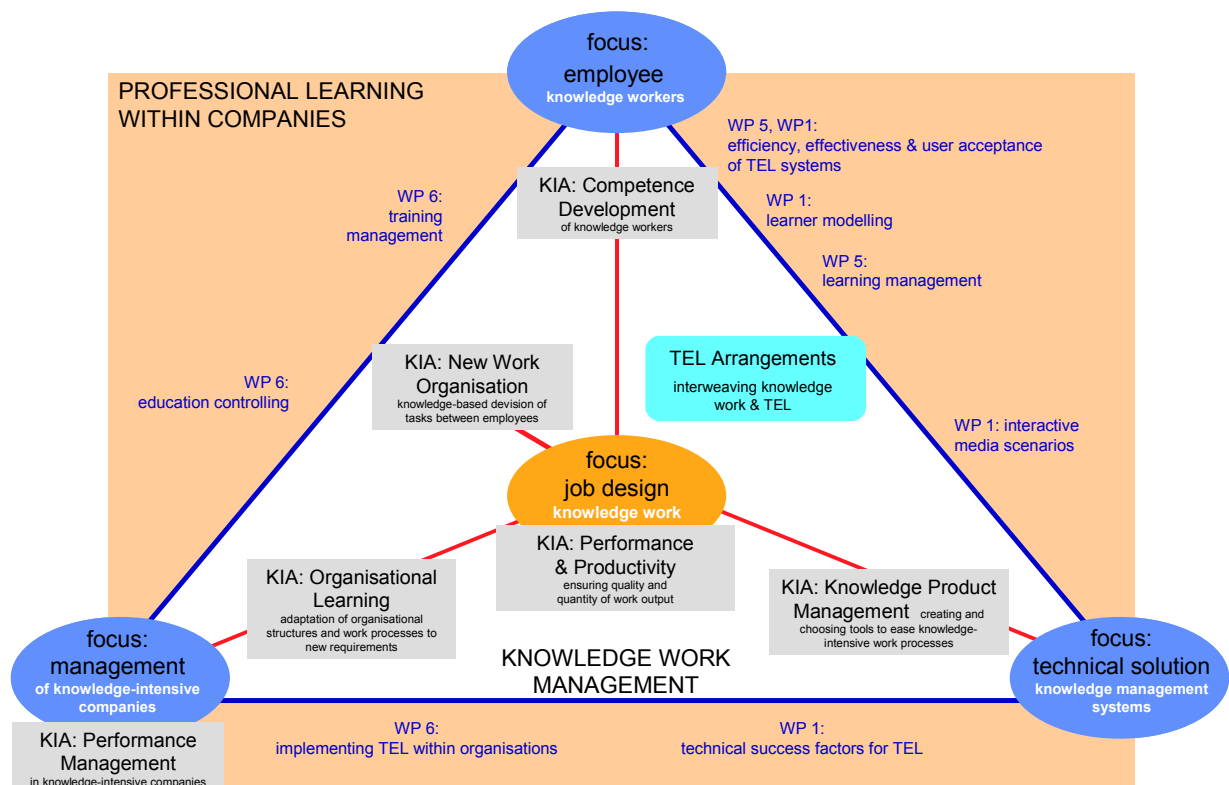 focus:
employee
knowledge workers
PROFESSIONAL LEARNING
WITHIN COMPANIES
WP 5, WP1:
efficiency, effectiveness & user acceptance
of TEL systems
WP 6:
training
management
KIA: Competence
Development
of knowledge workers
WP 1:
learner modelling
WP 5:
learning management
KIA: New Work
Organisation
knowledge-based devision of
tasks between employees
TEL Arrangements
interweaving knowledge
work & TEL
WP 6:
education controlling
WP 1: interactive
media scenarios
focus:
job design
knowledge work
KIA: Performance
& Productivity
ensuring quality and
quantity of work output
KIA: Organisational
Learning
adaptation of organisational
structures and work processes to
new requirements
KIA: Knowledge Product
Management creating and
choosing tools to ease knowledge-
intensive work processes
focus:
management
of knowledge-intensive
companies
KNOWLEDGE WORK
MANAGEMENT
focus:
technical solution
knowledge management
systems
KIA: Performance
Management
in knowledge-intensive companies
WP 6:
implementing TEL within organisations
WP 1:
technical success factors for TEL